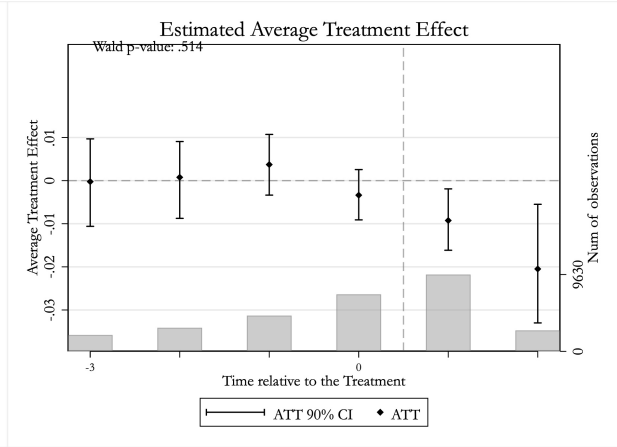 Estimated Average Treatment Effect
Wald p-value: .514
Average Treatment Effect
.01
0
-.01
-.02
-.03
Num of observations
9630
0
-3
0
Time relative to the Treatment
ATT 90% CI
ATT